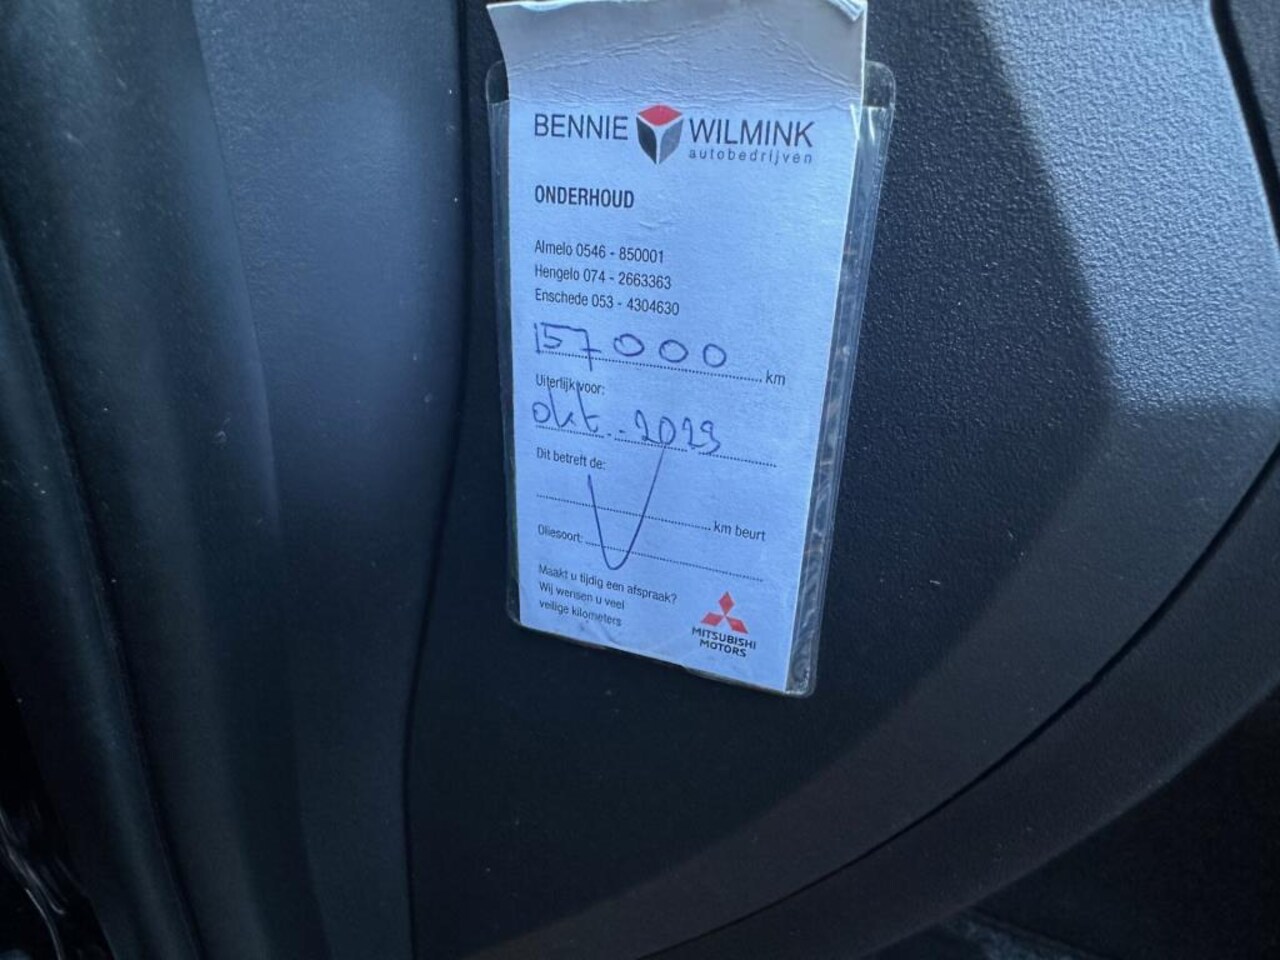 BENNIE WILMINK
autobedrijven
ONDERHOUD
Almelo 0546 - 850001
Hengelo 074 - 2663363
Enschede 053 - 4304630
157000 km
Uiterlijk voor:
okt. - 2023
Dit betreft de:
km beurt
Oliesoort:
Maakt u tijdig een afspraak?
Wij wensen u veel
veilige kilometers
MITSUBISHI
MOTORS